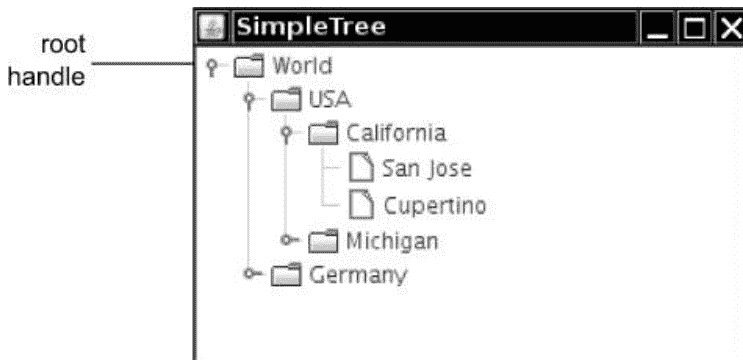 SimpleTree
root
handle
World
USA
California
San Jose
Cupertino
Michigan
Germany